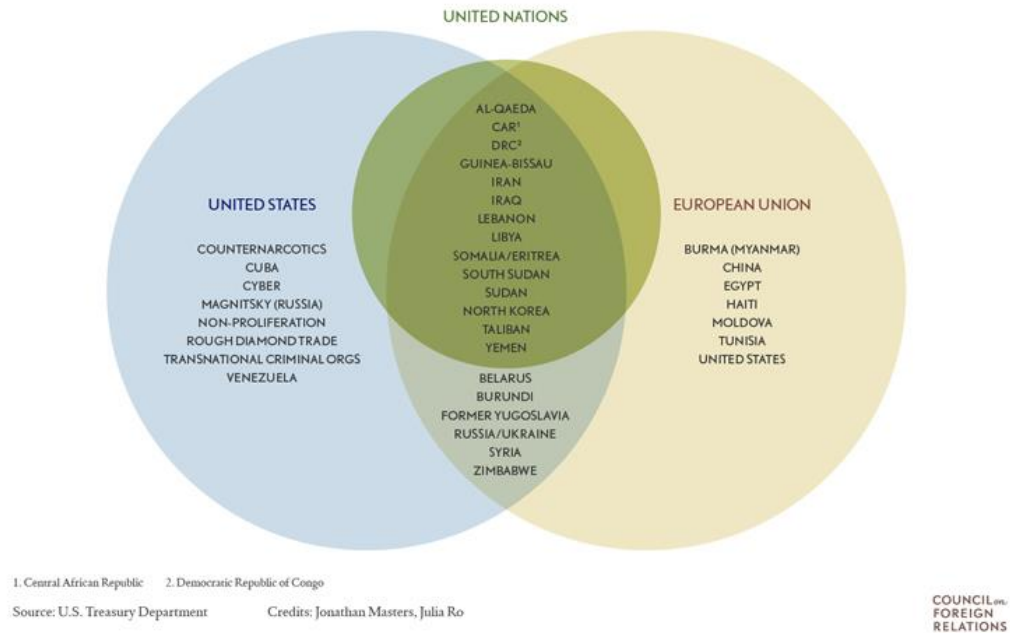 UNITED NATIONS
AL-QAEDA
CAR¹
DRC²
GUINEA-BISSAU
IRAN
IRAQ
LEBANON
LIBYA
SOMALIA/ERITREA
SOUTH SUDAN
SUDAN
NORTH KOREA
TALIBAN
YEMEN
BELARUS
BURUNDI
FORMER YUGOSLAVIA
RUSSIA/UKRAINE
SYRIA
ZIMBABWE
UNITED STATES
COUNTERNARCOTICS
CUBA
CYBER
MAGNITSKY (RUSSIA)
NON-PROLIFERATION
ROUGH DIAMOND TRADE
TRANSNATIONAL CRIMINAL ORGS
VENEZUELA
EUROPEAN UNION
BURMA (MYANMAR)
CHINA
EGYPT
HAITI
MOLDOVA
TUNISIA
UNITED STATES
1. Central African Republic 2. Democratic Republic of Congo
Source: U.S. Treasury Department Credits: Jonathan Masters, Julia Ro
COUNCIL on
FOREIGN
RELATIONS